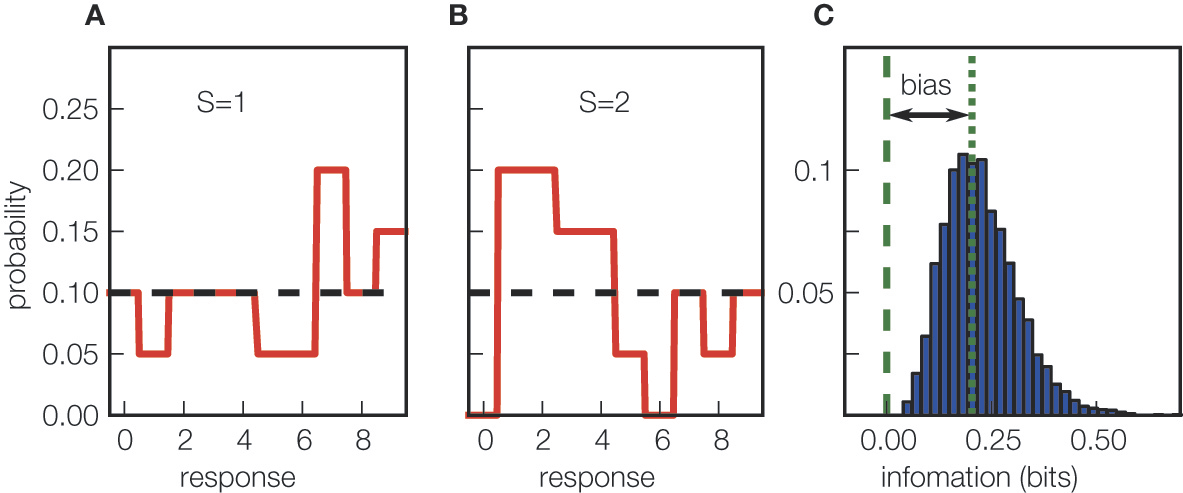 A
B
C
S=1
S=2
bias
0.25
0.20
0.15
0.10
0.05
0.00
probability
0.1
0.05
0 2 4 6 8
0 2 4 6 8
0.00 0.25 0.50
response
response
infomation (bits)